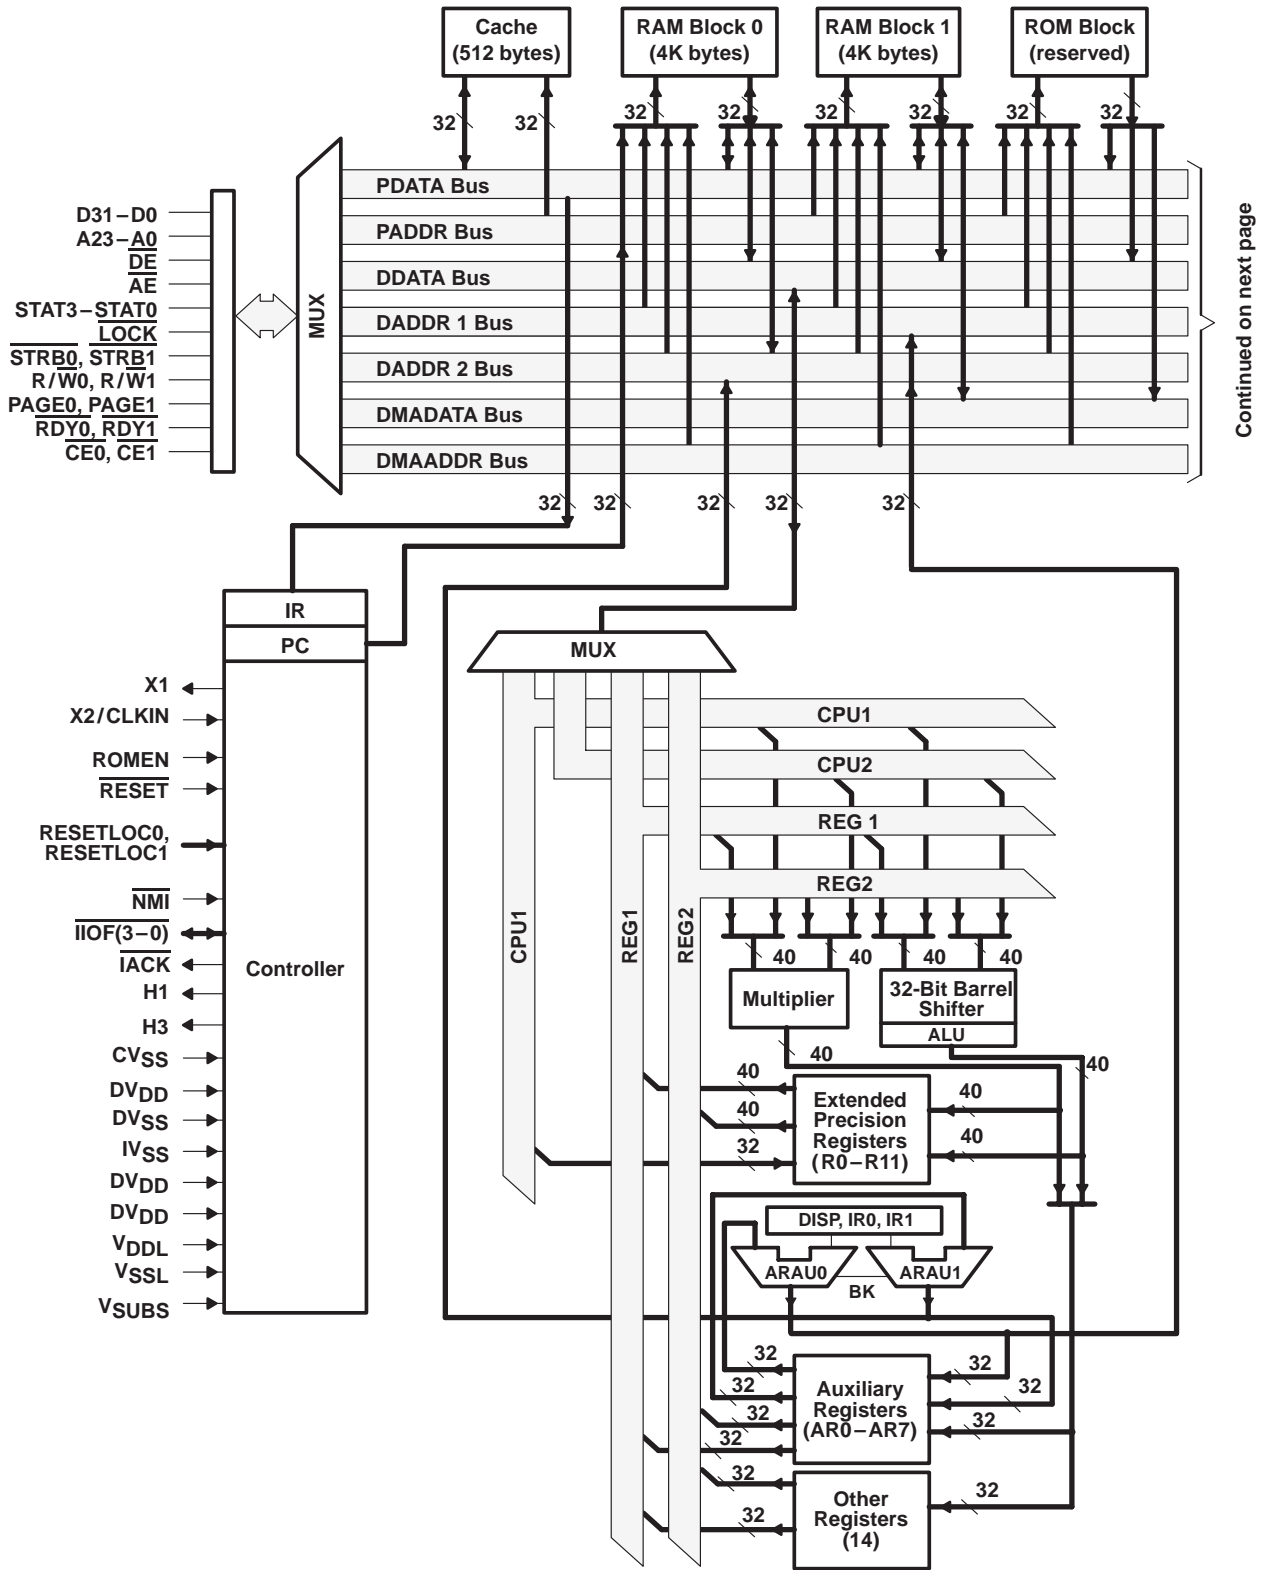 Cache
(512 bytes)
RAM Block 0
(4K bytes)
RAM Block 1
(4K bytes)
ROM Block
(reserved)
32
32
32
32
32
32
32
32
PDATA Bus
PADDR Bus
DDATA Bus
DADDR 1 Bus
DADDR 2 Bus
DMADATA Bus
DMAADDR Bus
MUX
Continued on next page
D31–D0
A23–A0
DE
AE
STAT3–STAT0
LOCK
STRB0, STRB1
R/W0, R/W1
PAGE0, PAGE1
RDY0, RDY1
CE0, CE1
32
32
32
32
32
IR
PC
Controller
X1
X2/CLKIN
ROMEN
RESET
RESETLOC0,
RESETLOC1
NMI
IIOF(3–0)
IACK
H1
H3
CVSS
DVDD
DVSS
IVSS
DVDD
DVDD
VDDL
VSSL
VSUBS
MUX
CPU1
CPU2
REG 1
REG2
CPU1
REG1
REG2
40
40
40
40
Multiplier
32-Bit Barrel
Shifter
ALU
40
40
40
40
32
Extended
Precision
Registers
(R0–R11)
40
40
DISP, IR0, IR1
ARAU0
ARAU1
BK
32
32
32
32
Auxiliary
Registers
(AR0–AR7)
32
32
32
32
32
Other
Registers
(14)
32